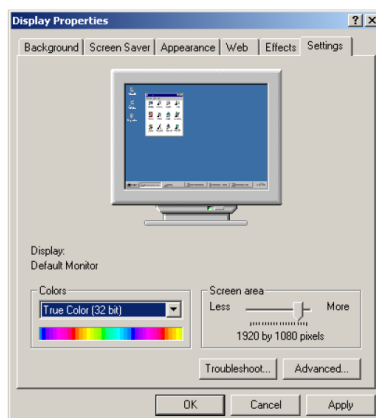 Display Properties
Background Screen Saver Appearance Web Effects Settings
Display:
Default Monitor
Colors
True Color (32 bit)
Screen area
Less More
1920 by 1080 pixels
Troubleshoot... Advanced...
OK Cancel Apply